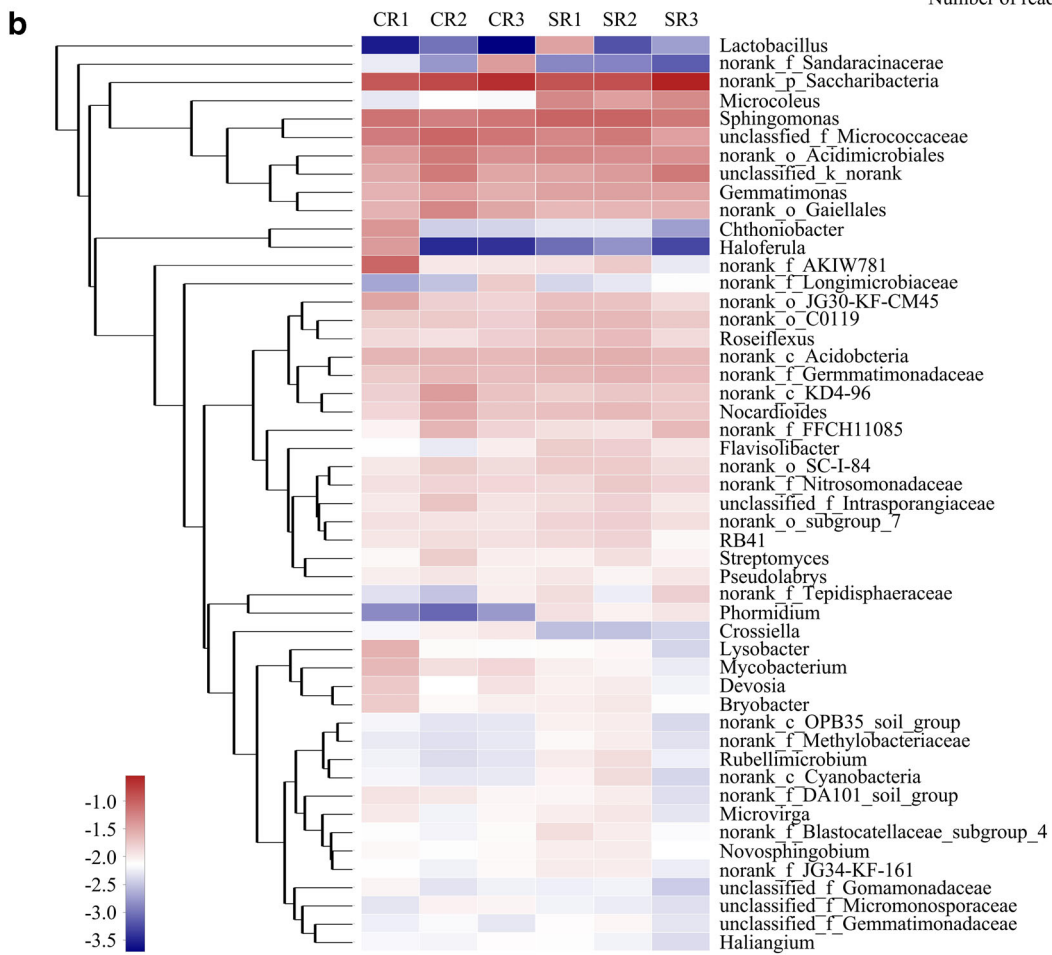 Number of read
b
CR1 CR2 CR3 SR1 SR2 SR3
Lactobacillus
norank_f_Sandaracinacerae
norank_p_Saccharibacteria
Microcoleus
Sphingomonas
unclassfied_f_Micrococcaceae
norank_o_Acidimicrobiales
unclassified_k_norank
Gemmatimonas
norank_o_Gaiellales
Chthoniobacter
Haloferula
norank_f_AKIW781
norank_f_Longimicrobiaceae
norank_o_JG30-KF-CM45
norank_o_C0119
Roseiflexus
norank_c_Acidobcteria
norank_f_Germmatimonadaceae
norank_c_KD4-96
Nocardioides
norank_f_FFCH11085
Flavisolibacter
norank_o_SC-I-84
norank_f_Nitrosomonadaceae
unclassified_f_Intrasporangiaceae
norank_o_subgroup_7
RB41
Streptomyces
Pseudolabrys
norank_f_Tepidisphaeraceae
Phormidium
Crossiella
Lysobacter
Mycobacterium
Devosia
Bryobacter
norank_c_OPB35_soil_group
norank_f_Methylobacteriaceae
Rubellimicrobium
norank_c_Cyanobacteria
norank_f_DA101_soil_group
Microvirga
norank_f_Blastocatellaceae_subgroup_4
Novosphingobium
norank_f_JG34-KF-161
unclassified_f_Gomamonadaceae
unclassified_f_Micromonosporaceae
unclassified_f_Gemmatimonadaceae
Haliangium
-1.0
-1.5
-2.0
-2.5
-3.0
-3.5